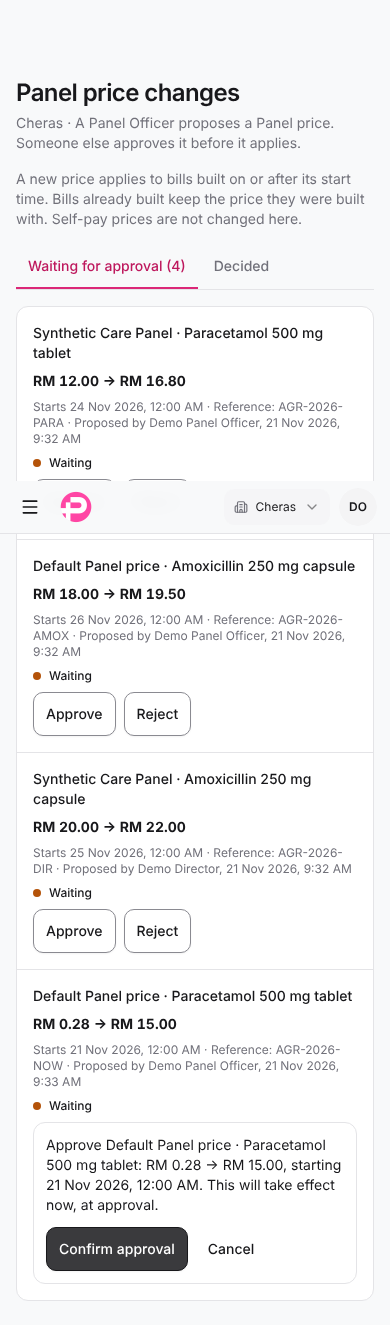 Panel price changes
Cheras · A Panel Officer proposes a Panel price.
Someone else approves it before it applies.
A new price applies to bills built on or after its start
time. Bills already built keep the price they were built
with. Self-pay prices are not changed here.
Waiting for approval (4)
Decided
Synthetic Care Panel · Paracetamol 500 mg
tablet
RM 12.00 → RM 16.80
Starts 24 Nov 2026, 12:00 AM · Reference: AGR-2026-
PARA · Proposed by Demo Panel Officer, 21 Nov 2026,
9:32 AM
Waiting
Cheras
DO
Default Panel price · Amoxicillin 250 mg capsule
RM 18.00 → RM 19.50
Starts 26 Nov 2026, 12:00 AM · Reference: AGR-2026-
AMOX · Proposed by Demo Panel Officer, 21 Nov 2026,
9:32 AM
Waiting
Approve
Reject
Synthetic Care Panel · Amoxicillin 250 mg
capsule
RM 20.00 → RM 22.00
Starts 25 Nov 2026, 12:00 AM · Reference: AGR-2026-
DIR · Proposed by Demo Director, 21 Nov 2026, 9:32 AM
Waiting
Approve
Reject
Default Panel price · Paracetamol 500 mg tablet
RM 0.28 → RM 15.00
Starts 21 Nov 2026, 12:00 AM · Reference: AGR-2026-
NOW · Proposed by Demo Panel Officer, 21 Nov 2026,
9:33 AM
Waiting
Approve Default Panel price · Paracetamol
500 mg tablet: RM 0.28 → RM 15.00, starting
21 Nov 2026, 12:00 AM. This will take effect
now, at approval.
Confirm approval
Cancel